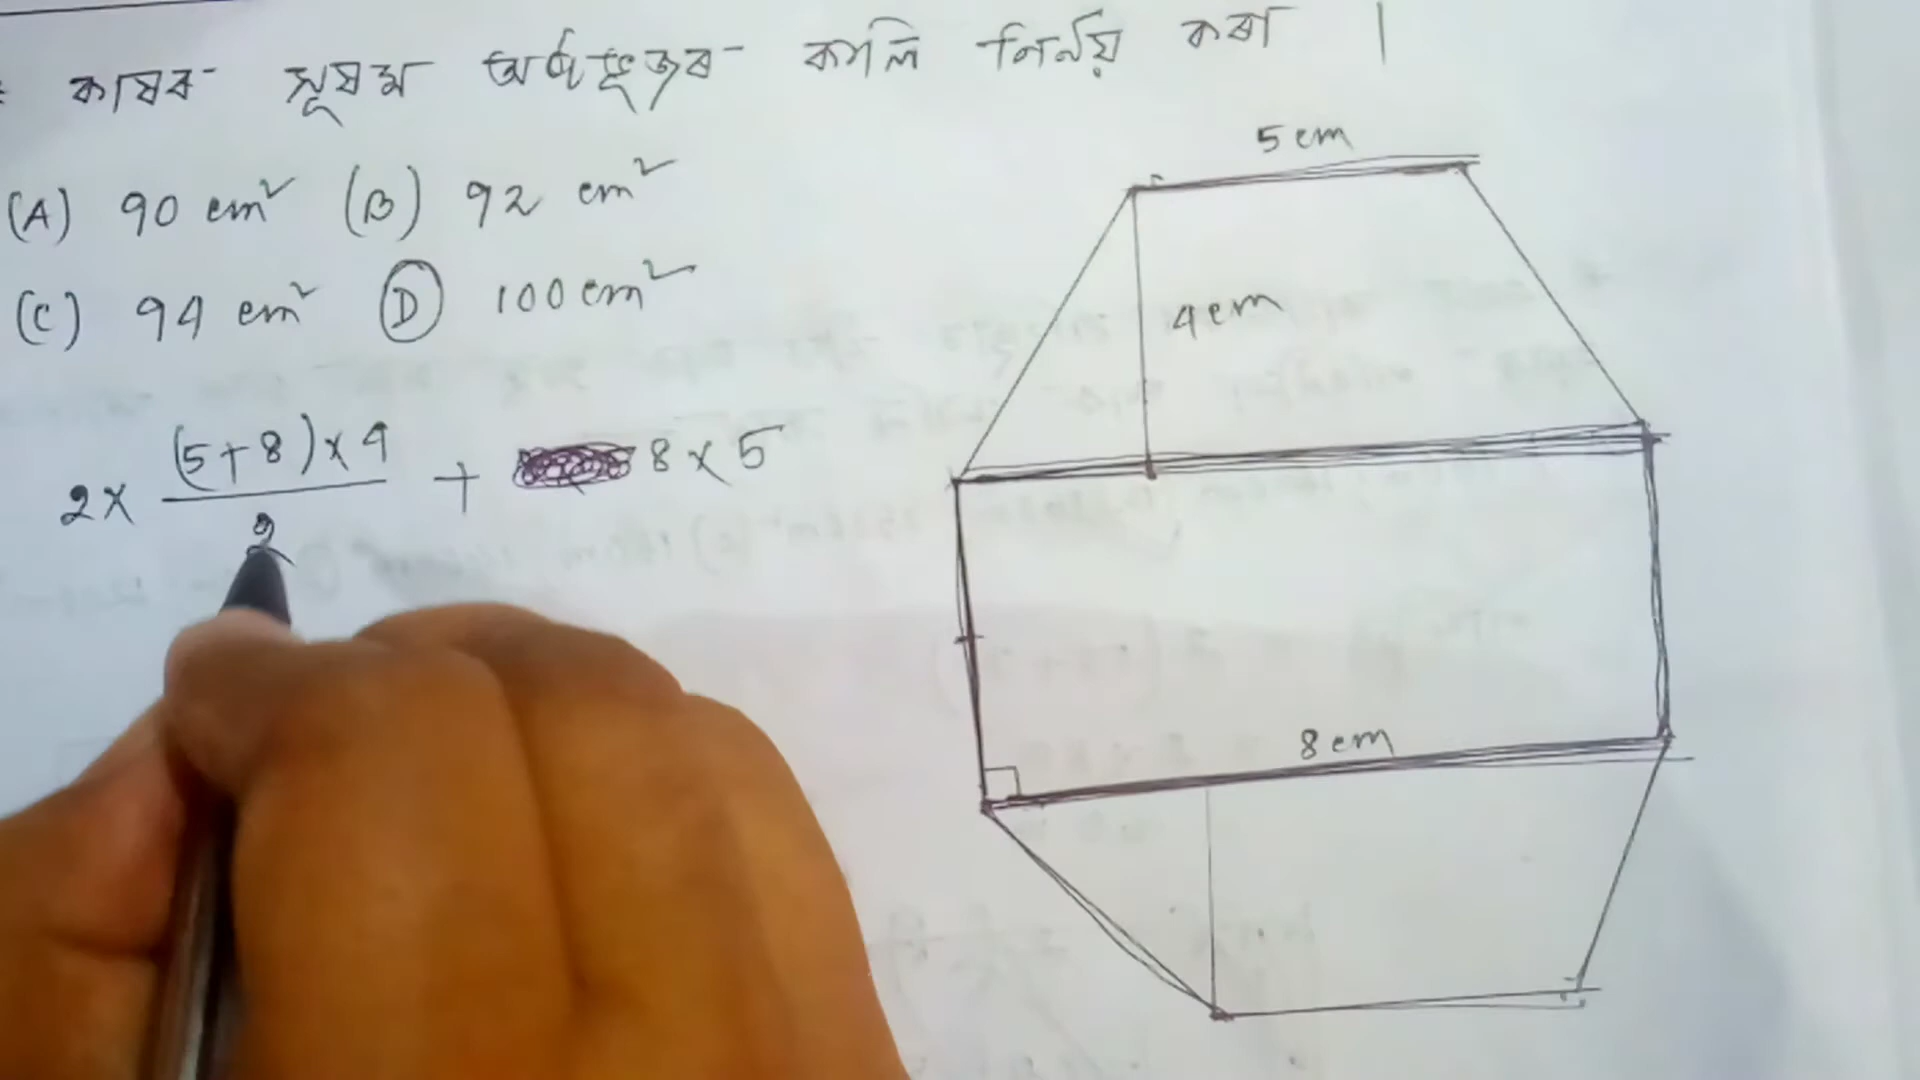 কাষৰ সূষম অষ্টভূজৰ কালি নিৰ্নয় কৰা ।
(A) 90 cm² (B) 92 cm²
(C) 94 cm² (D) 100 cm²
2 × (5+8)×4 / 2 + 8 × 5
5 cm
4 cm
8 cm